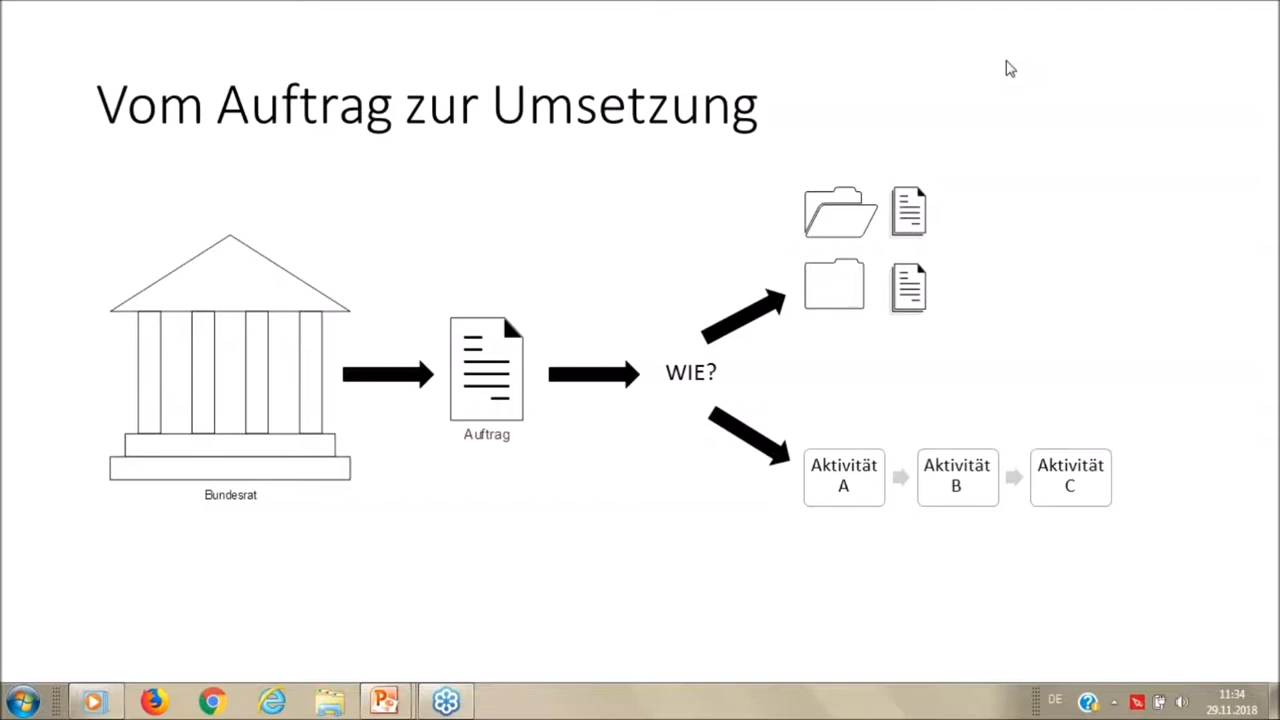 Vom Auftrag zur Umsetzung
WIE?
Auftrag
Bundesrat
Aktivität
A
Aktivität
B
Aktivität
C
DE
11:34
29.11.2018